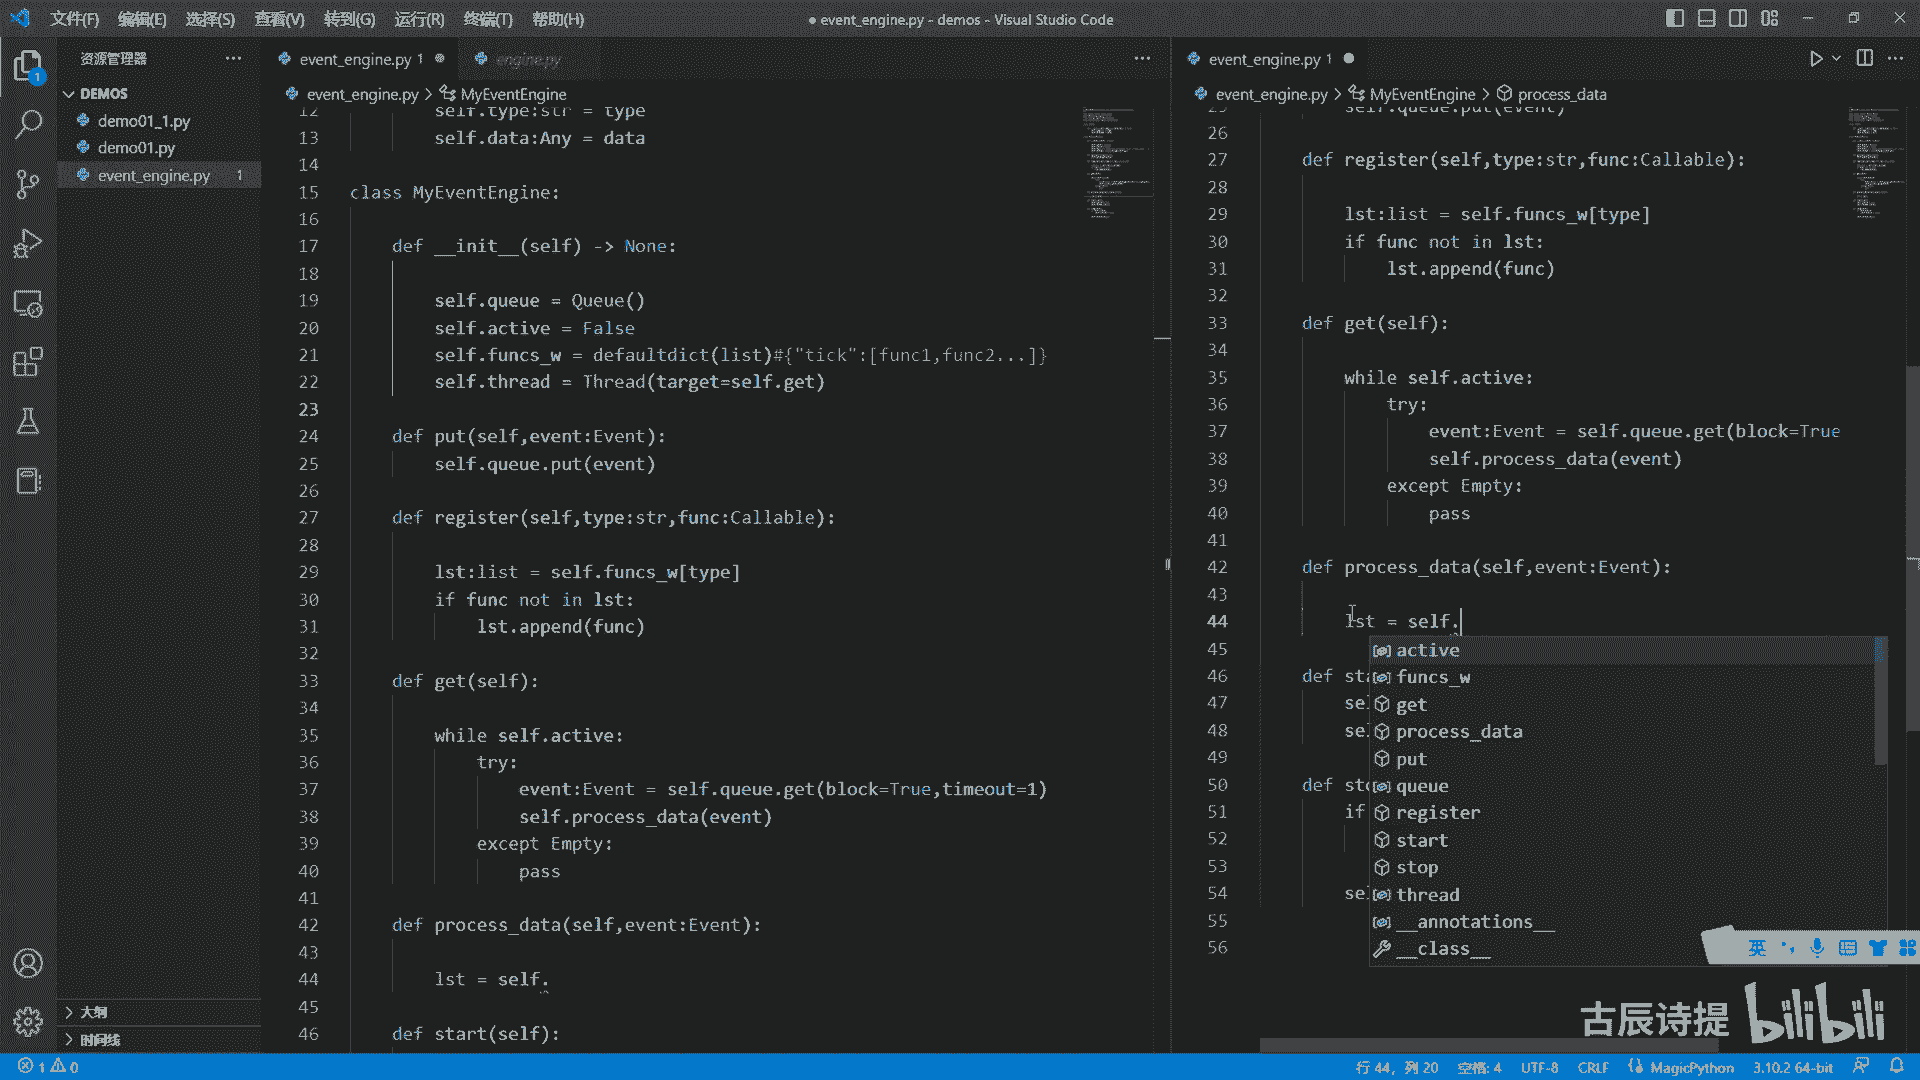 文件(F) 编辑(E) 选择(S) 查看(V) 转到(G) 运行(R) 终端(T) 帮助(H)
● event_engine.py - demos - Visual Studio Code
资源管理器
DEMOS
demo01_1.py
demo01.py
event_engine.py 1
大纲
时间线
event_engine.py 1
engine.py
event_engine.py > MyEventEngine
12 self.type:str = type
13 self.data:Any = data
14
15 class MyEventEngine:
16
17 def __init__(self) -> None:
18
19 self.queue = Queue()
20 self.active = False
21 self.funcs_w = defaultdict(list)#{"tick":[func1,func2...]}
22 self.thread = Thread(target=self.get)
23
24 def put(self,event:Event):
25 self.queue.put(event)
26
27 def register(self,type:str,func:Callable):
28
29 lst:list = self.funcs_w[type]
30 if func not in lst:
31 lst.append(func)
32
33 def get(self):
34
35 while self.active:
36 try:
37 event:Event = self.queue.get(block=True,timeout=1)
38 self.process_data(event)
39 except Empty:
40 pass
41
42 def process_data(self,event:Event):
43
44 lst = self.
45
46 def start(self):
event_engine.py 1
event_engine.py > MyEventEngine > process_data
25 self.queue.put(event)
26
27 def register(self,type:str,func:Callable):
28
29 lst:list = self.funcs_w[type]
30 if func not in lst:
31 lst.append(func)
32
33 def get(self):
34
35 while self.active:
36 try:
37 event:Event = self.queue.get(block=True
38 self.process_data(event)
39 except Empty:
40 pass
41
42 def process_data(self,event:Event):
43
44 lst = self.
45
46 def sta
47 se
48 se
49
50 def sto
51 if
52
53
54 se
55
56
active
funcs_w
get
process_data
put
queue
register
start
stop
thread
__annotations__
__class__
英
古辰诗提 bilibili
1 0
行 44，列 20 空格: 4 UTF-8 CRLF MagicPython 3.10.2 64-bit